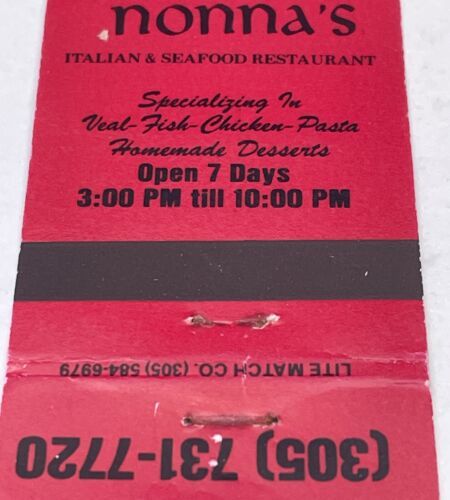 nonna's
ITALIAN & SEAFOOD RESTAURANT
Specializing In
Veal-Fish-Chicken-Pasta
Homemade Desserts
Open 7 Days
3:00 PM till 10:00 PM
LITE MATCH CO. (305) 584-6979
(305) 731-7720